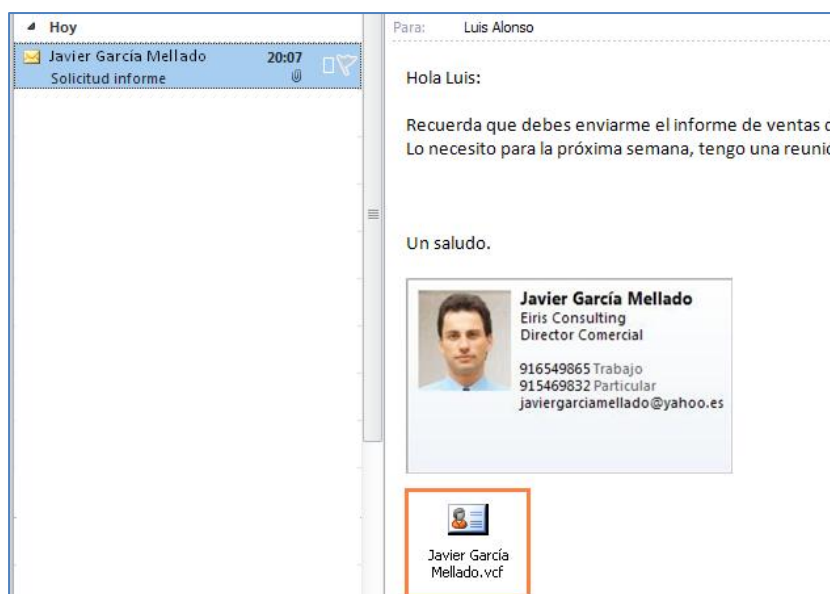 Hoy
Javier García Mellado 20:07
Solicitud informe
Para: Luis Alonso
Hola Luis:
Recuerda que debes enviarme el informe de ventas
Lo necesito para la próxima semana, tengo una
Un saludo.
Javier García Mellado
Eiris Consulting
Director Comercial
916549865 Trabajo
915469832 Particular
javiergarciamellado@yahoo.es
Javier García
Mellado.vcf